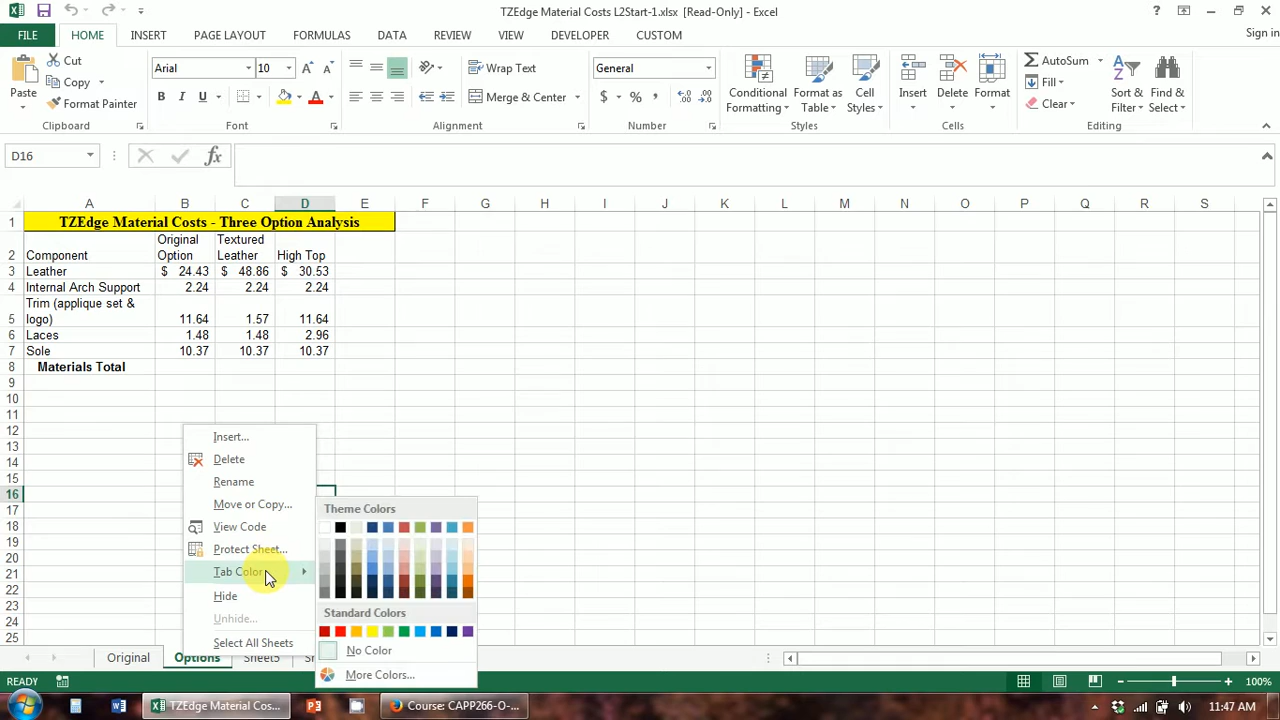 TZEdge Material Costs L2Start-1.xlsx [Read-Only] - Excel
FILE HOME INSERT PAGE LAYOUT FORMULAS DATA REVIEW VIEW DEVELOPER CUSTOM Sign in
Cut
Copy
Format Painter
Paste
Arial 10
B I U
Wrap Text
Merge & Center
General
$ % ,
Conditional Formatting
Format as Table
Cell Styles
Insert Delete Format
AutoSum
Fill
Clear
Sort & Filter
Find & Select
Clipboard Font Alignment Number Styles Cells Editing
D16 fx
A B C D E F G H I J K L M N O P Q R S
1 TZEdge Material Costs - Three Option Analysis
2 Component Original Option Textured Leather High Top
3 Leather $ 24.43 $ 48.86 $ 30.53
4 Internal Arch Support 2.24 2.24 2.24
5 Trim (applique set & logo) 11.64 1.57 11.64
6 Laces 1.48 1.48 2.96
7 Sole 10.37 10.37 10.37
8 Materials Total
9
10
11
12
13
14
15
16
17
18
19
20
21
22
23
24
25
Insert...
Delete
Rename
Move or Copy...
View Code
Protect Sheet...
Tab Color
Hide
Unhide...
Select All Sheets
Theme Colors
Standard Colors
No Color
More Colors...
Original Options Sheet5
READY 100%
TZEdge Material Cos... Course: CAPP266-O-... 11:47 AM